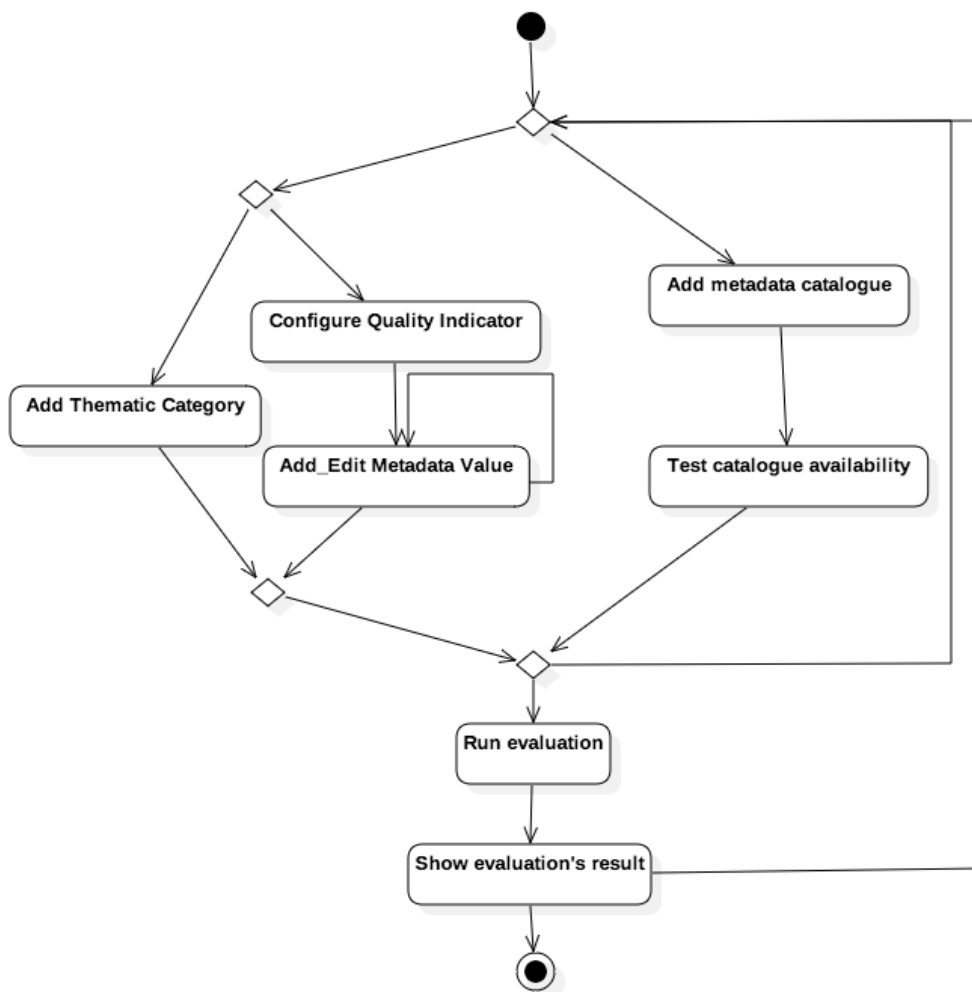 Add metadata catalogue
Configure Quality Indicator
Add Thematic Category
Add_Edit Metadata Value
Test catalogue availability
Run evaluation
Show evaluation's result